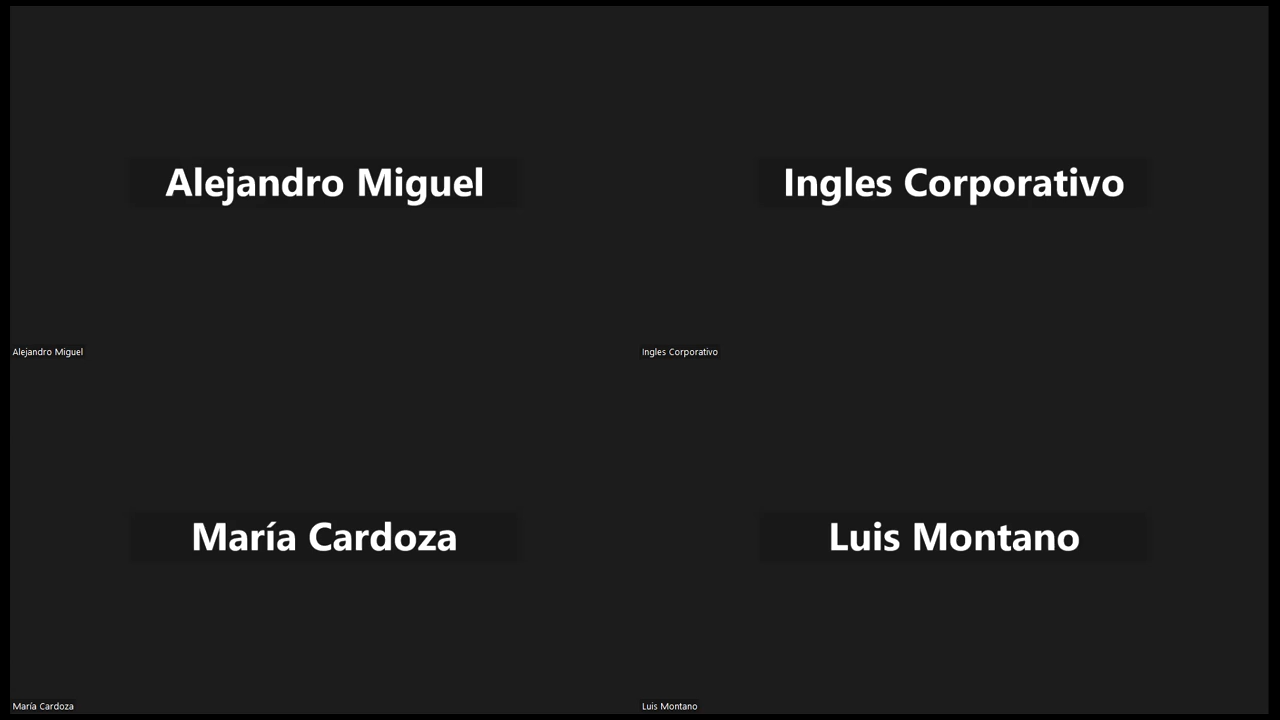 Alejandro Miguel
Ingles Corporativo
Alejandro Miguel
Ingles Corporativo
María Cardoza
Luis Montano
María Cardoza
Luis Montano